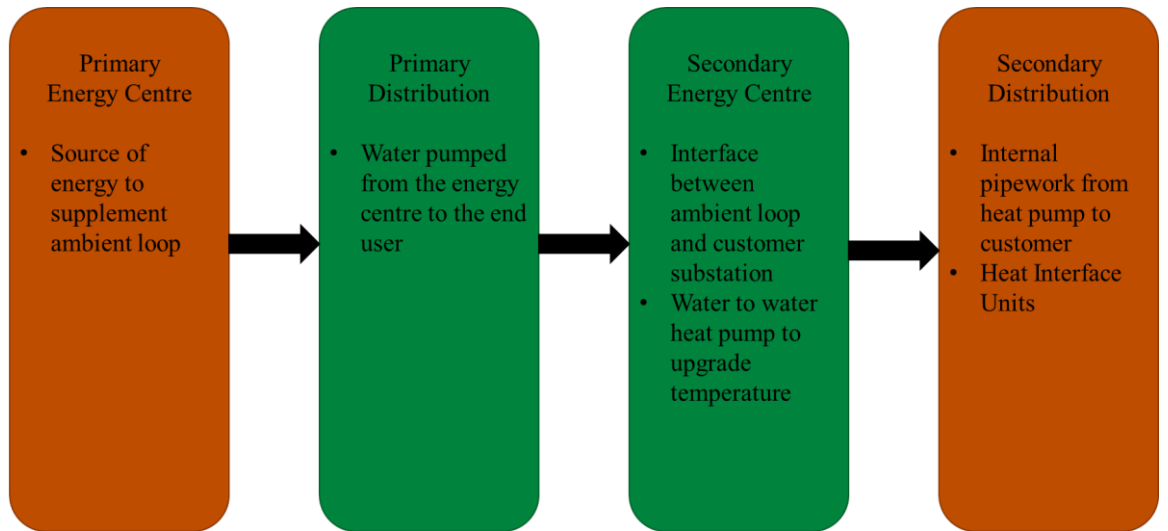 Primary
Energy Centre
• Source of
energy to
supplement
ambient loop
Primary
Distribution
• Water pumped
from the energy
centre to the end
user
Secondary
Energy Centre
• Interface
between
ambient loop
and customer
substation
• Water to water
heat pump to
upgrade
temperature
Secondary
Distribution
• Internal
pipework from
heat pump to
customer
• Heat Interface
Units